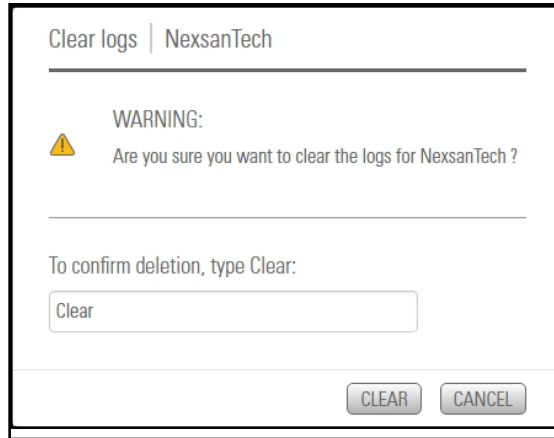 Clear logs | NexsanTech
WARNING:
Are you sure you want to clear the logs for NexsanTech ?
To confirm deletion, type Clear:
Clear
CLEAR CANCEL